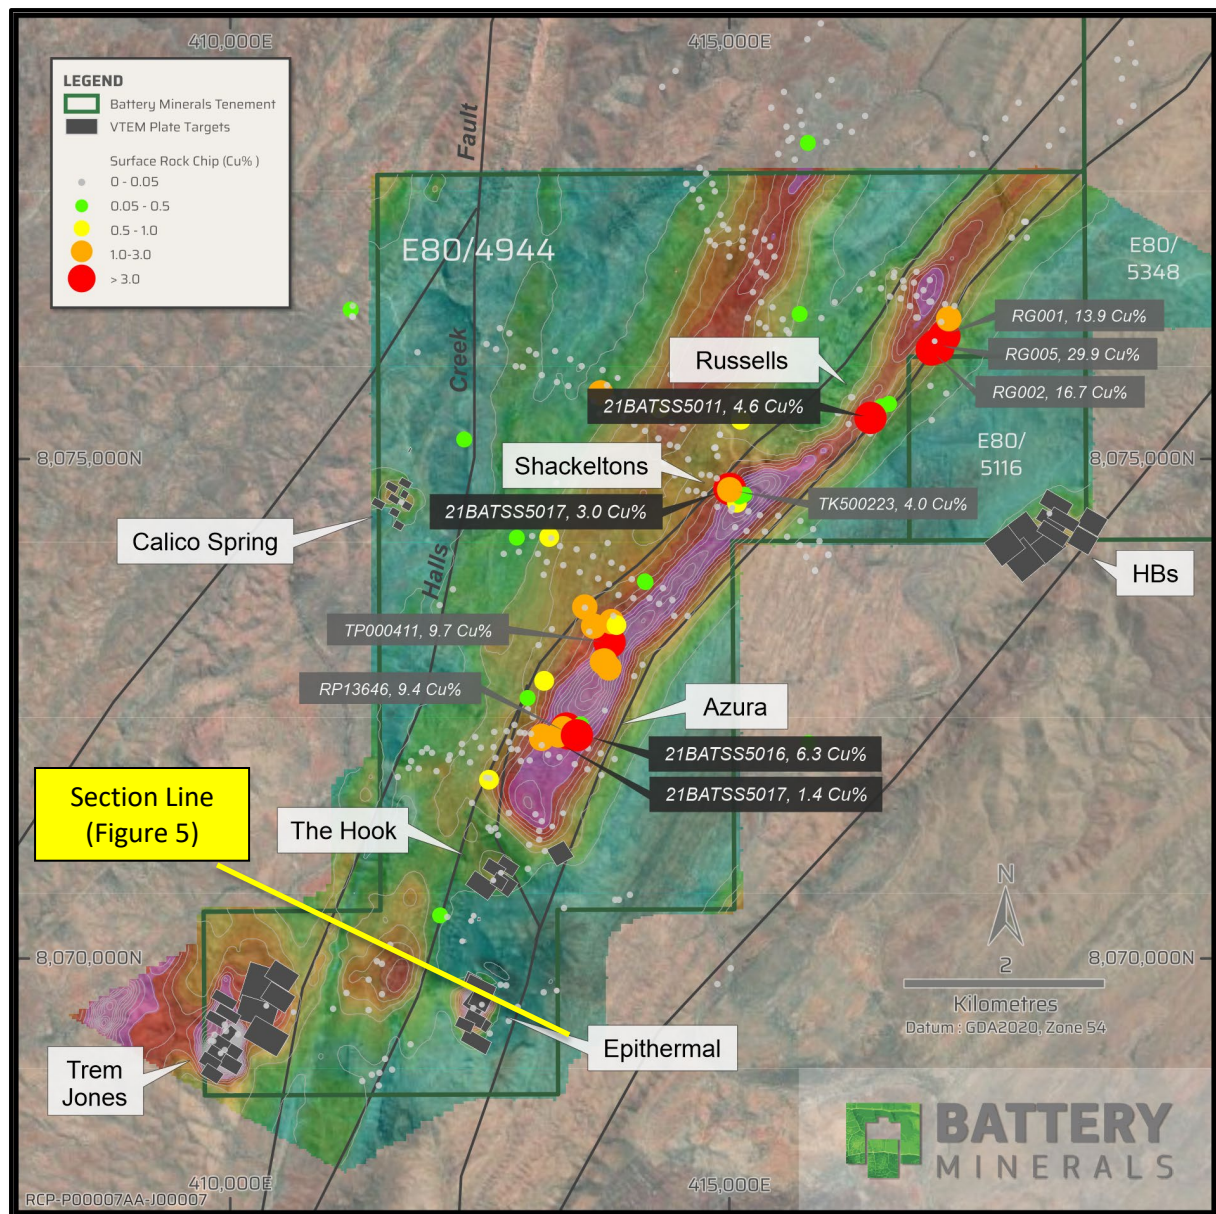 410,000E
415,000E
LEGEND
Battery Minerals Tenement
VTEM Plate Targets
Surface Rock Chip (Cu% )
0 - 0.05
0.05 - 0.5
0.5 - 1.0
1.0-3.0
> 3.0
Fault
Creek
Halls
E80/4944
E80/
5348
RG001, 13.9 Cu%
RG005, 29.9 Cu%
RG002, 16.7 Cu%
Russells
21BATSS5011, 4.6 Cu%
E80/
5116
8,075,000N
8,075,000N
Shackeltons
TK500223, 4.0 Cu%
21BATSS5017, 3.0 Cu%
Calico Spring
HBs
TP000411, 9.7 Cu%
RP13646, 9.4 Cu%
Azura
21BATSS5016, 6.3 Cu%
21BATSS5017, 1.4 Cu%
Section Line
(Figure 5)
The Hook
N
8,070,000N
8,070,000N
2
Kilometres
Datum : GDA2020, Zone 54
Epithermal
Trem
Jones
BATTERY
MINERALS
410,000E
415,000E
RCP-P00007AA-J00007